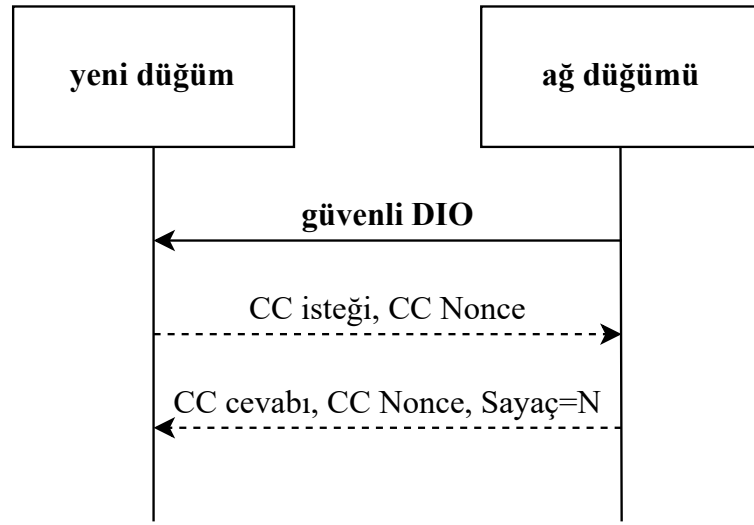 yeni düğüm
ağ düğümü
güvenli DIO
CC isteği, CC Nonce
CC cevabı, CC Nonce, Sayaç=N